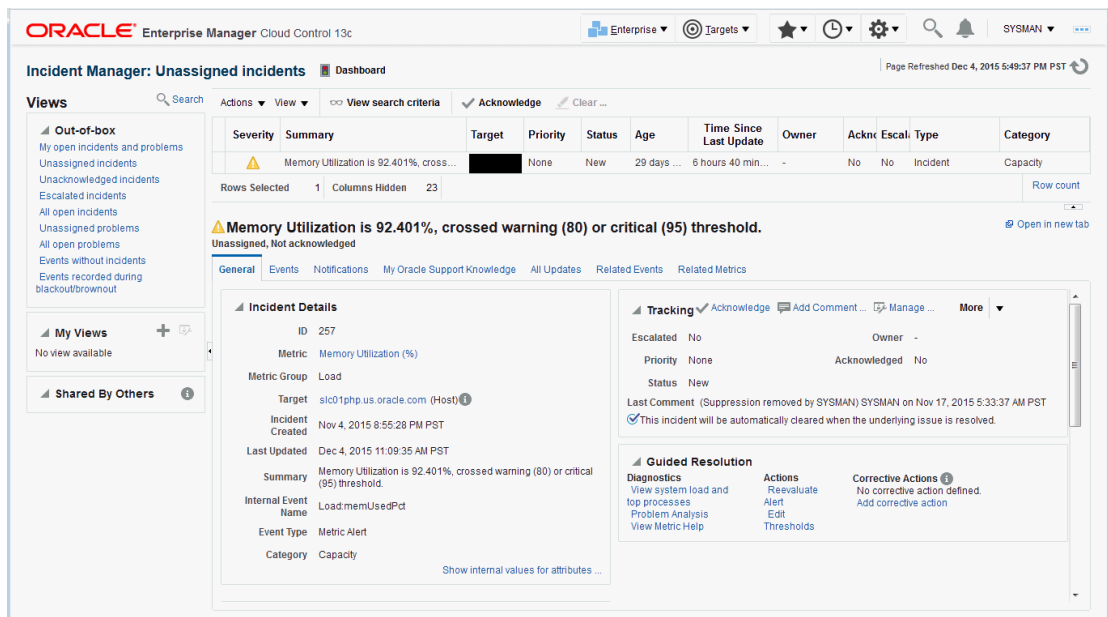 ORACLE Enterprise Manager Cloud Control 13c
Enterprise
Targets
SYSMAN
Incident Manager: Unassigned incidents
Dashboard
Page Refreshed Dec 4, 2015 5:49:37 PM PST
Views
Search
Out-of-box
My open incidents and problems
Unassigned incidents
Unacknowledged incidents
Escalated incidents
All open incidents
Unassigned problems
All open problems
Events without incidents
Events recorded during
blackout/brownout
My Views
No view available
Shared By Others
Actions View View search criteria Acknowledge Clear ...
Severity Summary Target Priority Status Age Time Since Last Update Owner Ackno Escala Type Category
Memory Utilization is 92.401%, cross... None New 29 days ... 6 hours 40 min... - No No Incident Capacity
Rows Selected 1 Columns Hidden 23
Row count
Memory Utilization is 92.401%, crossed warning (80) or critical (95) threshold.
Open in new tab
Unassigned, Not acknowledged
General Events Notifications My Oracle Support Knowledge All Updates Related Events Related Metrics
Incident Details
ID 257
Metric Memory Utilization (%)
Metric Group Load
Target slc01php.us.oracle.com (Host)
Incident Created Nov 4, 2015 8:55:28 PM PST
Last Updated Dec 4, 2015 11:09:35 AM PST
Summary Memory Utilization is 92.401%, crossed warning (80) or critical
(95) threshold.
Internal Event Name Load:memUsedPct
Event Type Metric Alert
Category Capacity
Show internal values for attributes ...
Tracking Acknowledge Add Comment ... Manage ... More
Escalated No Owner -
Priority None Acknowledged No
Status New
Last Comment (Suppression removed by SYSMAN) SYSMAN on Nov 17, 2015 5:33:37 AM PST
This incident will be automatically cleared when the underlying issue is resolved.
Guided Resolution
Diagnostics
View system load and
top processes
Problem Analysis
View Metric Help
Actions
Reevaluate
Alert
Edit
Thresholds
Corrective Actions
No corrective action defined.
Add corrective action